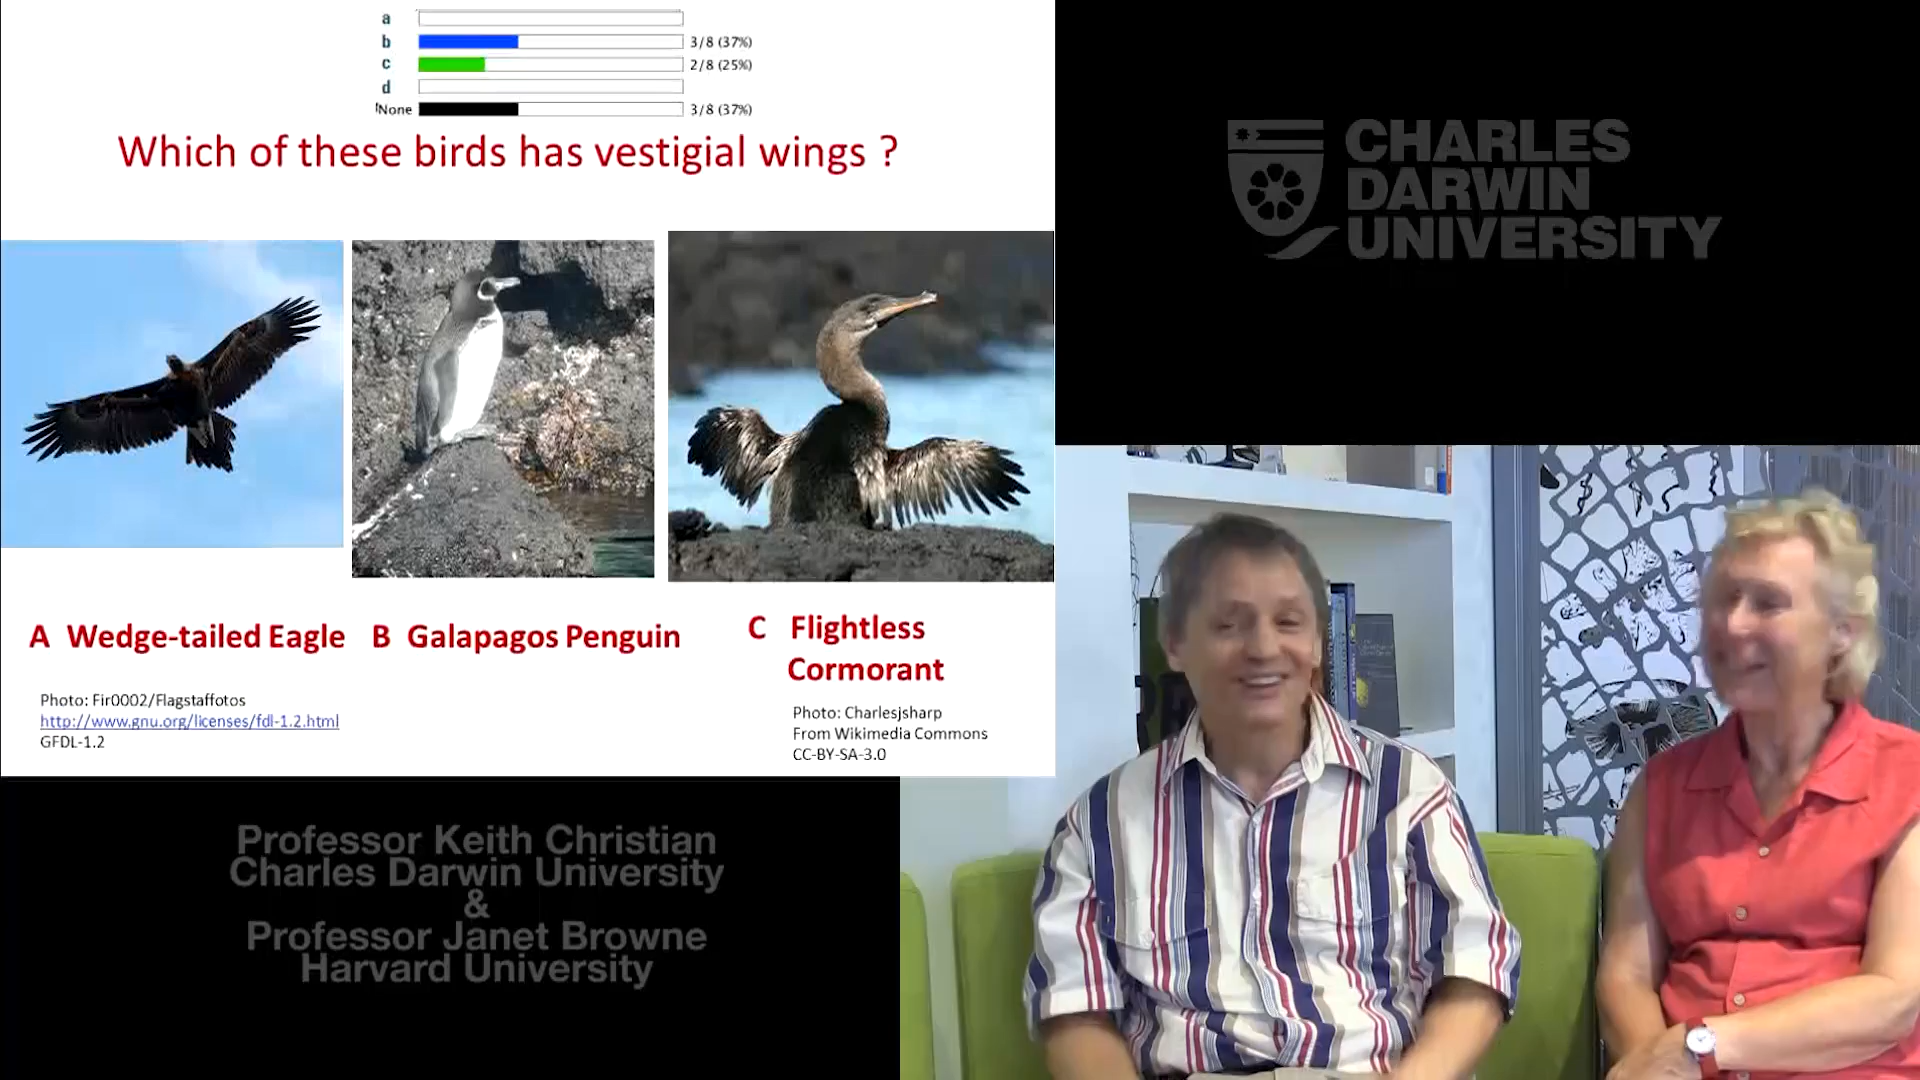 a
b 3/8 (37%)
c 2/8 (25%)
d
None 3/8 (37%)
Which of these birds has vestigial wings ?
A Wedge-tailed Eagle
B Galapagos Penguin
C Flightless
Cormorant
Photo: Fir0002/Flagstaffotos
http://www.gnu.org/licenses/fdl-1.2.html
GFDL-1.2
Photo: Charlesjsharp
From Wikimedia Commons
CC-BY-SA-3.0
CHARLES
DARWIN
UNIVERSITY
Professor Keith Christian
Charles Darwin University
&
Professor Janet Browne
Harvard University